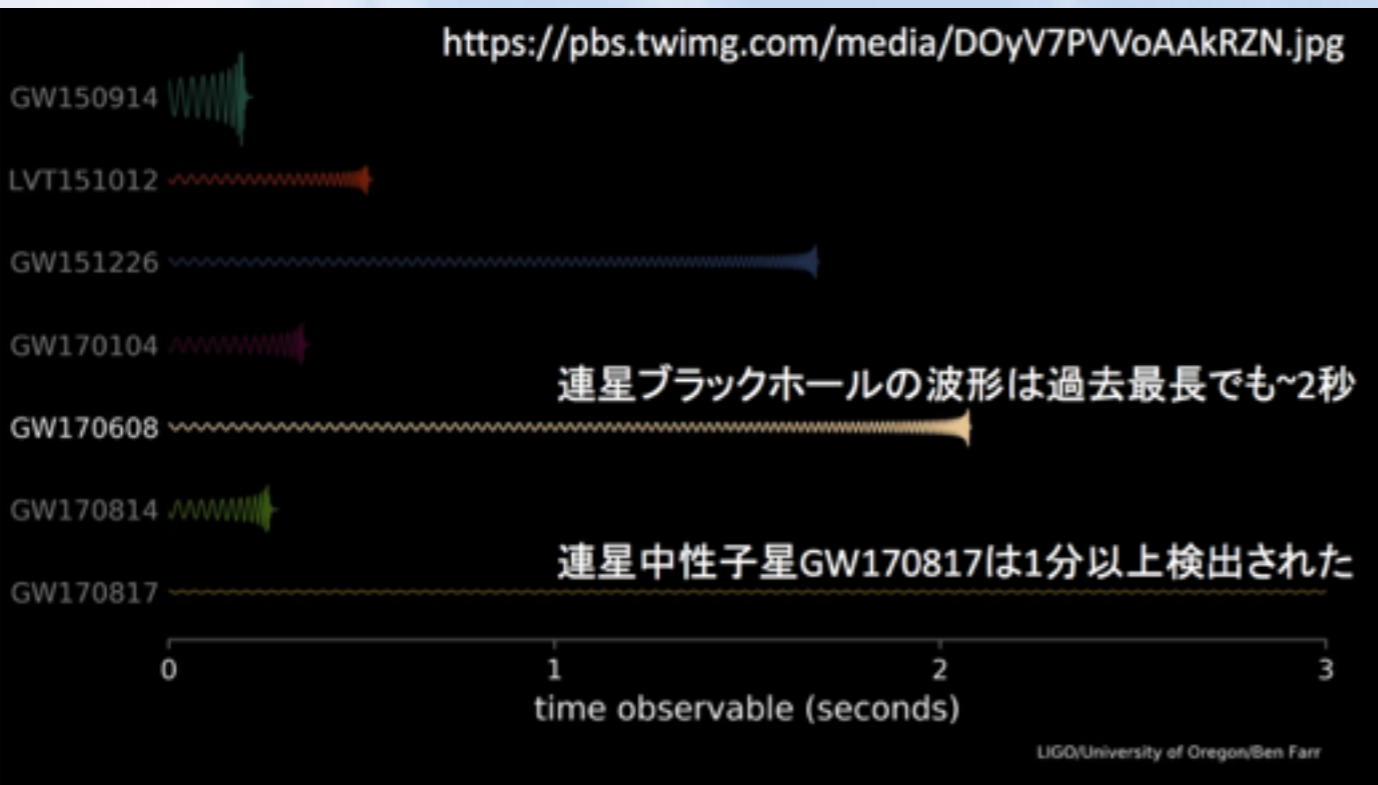 https://pbs.twimg.com/media/DOyV7PVVoAAkRZN.jpg
GW150914
LVT151012
GW151226
GW170104
連星ブラックホールの波形は過去最長でも~2秒
GW170608
GW170814
連星中性子星GW170817は1分以上検出された
GW170817
0 1 2 3
time observable (seconds)
LIGO/University of Oregon/Ben Farr